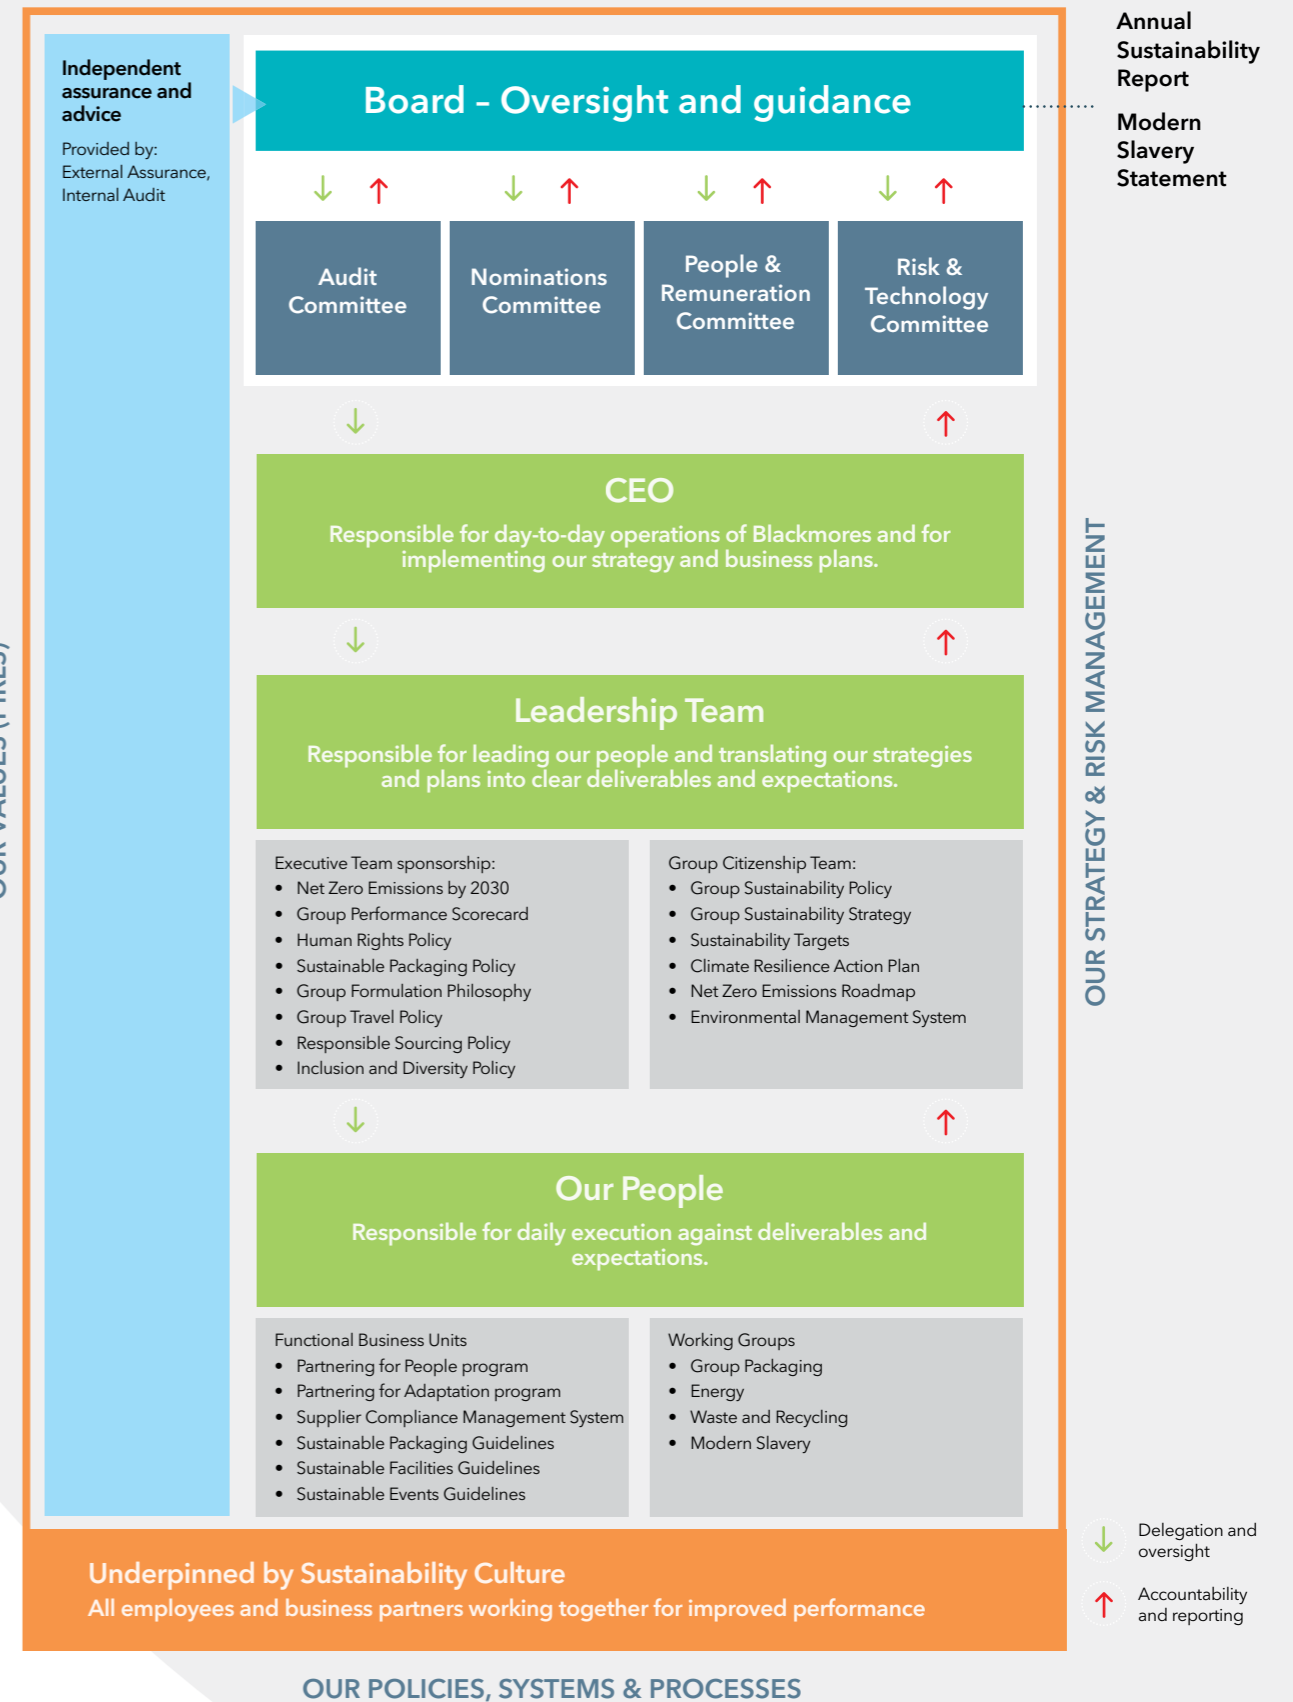 Annual
Sustainability
Report
Modern
Slavery
Statement
Independent
assurance and
advice
Provided by:
External Assurance,
Internal Audit
Board – Oversight and guidance
Audit
Committee
Nominations
Committee
People &
Remuneration
Committee
Risk &
Technology
Committee
CEO
Responsible for day-to-day operations of Blackmores and for
implementing our strategy and business plans.
Leadership Team
Responsible for leading our people and translating our strategies
and plans into clear deliverables and expectations.
Executive Team sponsorship:
• Net Zero Emissions by 2030
• Group Performance Scorecard
• Human Rights Policy
• Sustainable Packaging Policy
• Group Formulation Philosophy
• Group Travel Policy
• Responsible Sourcing Policy
• Inclusion and Diversity Policy
Group Citizenship Team:
• Group Sustainability Policy
• Group Sustainability Strategy
• Sustainability Targets
• Climate Resilience Action Plan
• Net Zero Emissions Roadmap
• Environmental Management System
Our People
Responsible for daily execution against deliverables and
expectations.
Functional Business Units
• Partnering for People program
• Partnering for Adaptation program
• Supplier Compliance Management System
• Sustainable Packaging Guidelines
• Sustainable Facilities Guidelines
• Sustainable Events Guidelines
Working Groups
• Group Packaging
• Energy
• Waste and Recycling
• Modern Slavery
Underpinned by Sustainability Culture
All employees and business partners working together for improved performance
OUR STRATEGY & RISK MANAGEMENT
Delegation and
oversight
Accountability
and reporting
OUR POLICIES, SYSTEMS & PROCESSES